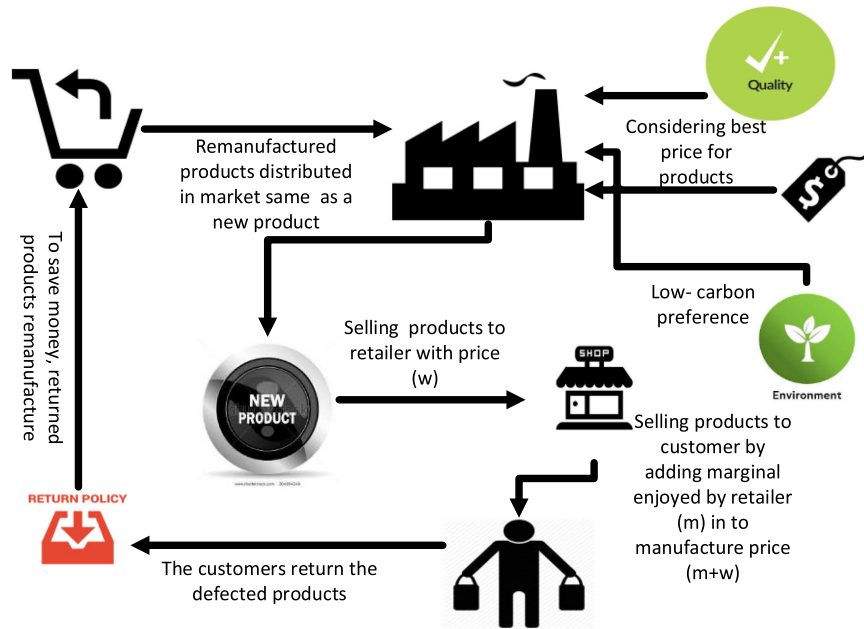 Quality
Considering best
price for
products
$
Remanufactured
products distributed
in market same as a
new product
To save money, returned
products remanufacture
Low- carbon
preference
Selling products to
retailer with price
(w)
SHOP
Environment
NEW
PRODUCT
Selling products to
customer by
adding marginal
enjoyed by retailer
(m) in to
manufacture price
(m+w)
RETURN POLICY
The customers return the
defected products